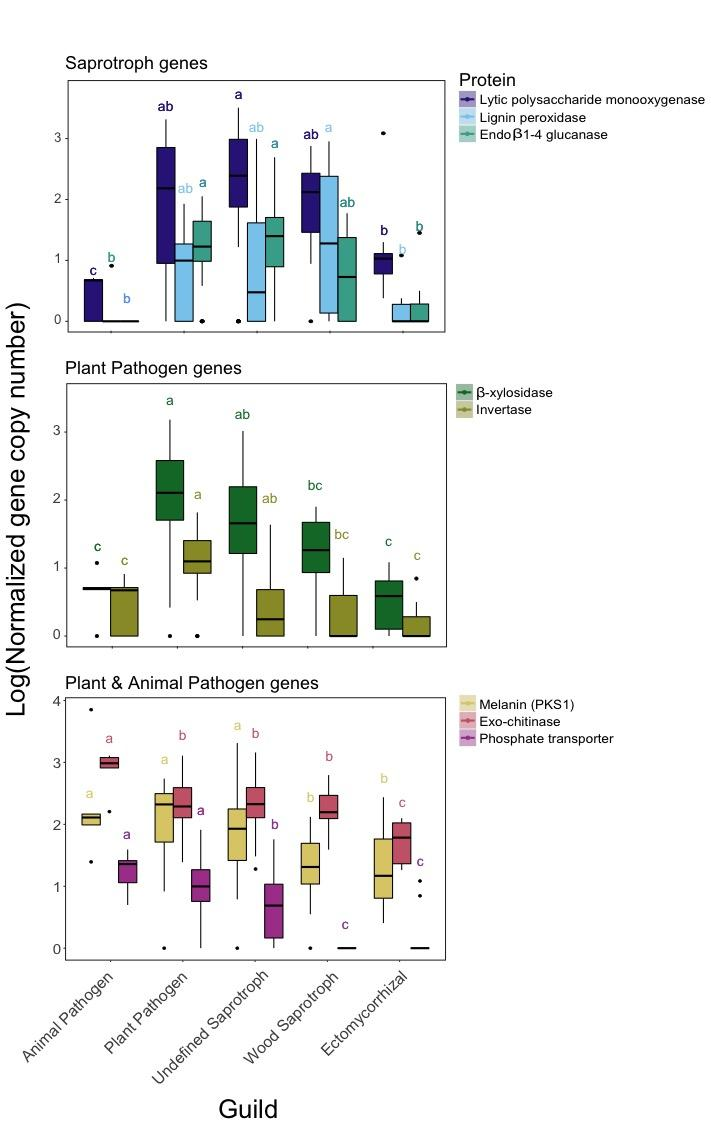 Saprotroph genes
Protein
Lytic polysaccharide monooxygenase
Lignin peroxidase
Endoβ1-4 glucanase
3
2
1
0
c
b
b
ab
ab
a
a
ab
a
ab
a
ab
b
b
b
Plant Pathogen genes
β-xylosidase
Invertase
3
2
1
0
c
c
a
a
ab
ab
bc
bc
c
c
Plant & Animal Pathogen genes
Melanin (PKS1)
Exo-chitinase
Phosphate transporter
4
3
2
1
0
a
a
a
a
b
a
a
b
b
b
b
c
b
c
c
Log(Normalized gene copy number)
Animal Pathogen
Plant Pathogen
Undefined Saprotroph
Wood Saprotroph
Ectomycorrhizal
Guild